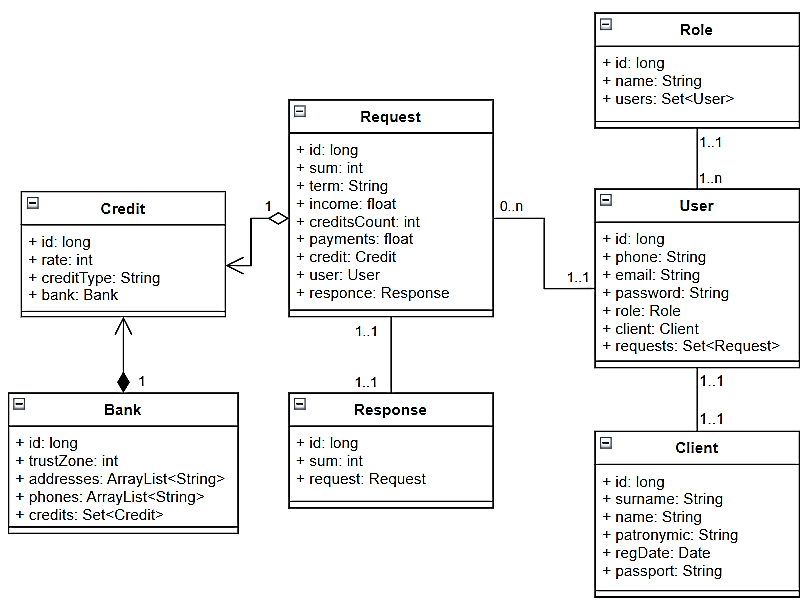 Role
+ id: long
+ name: String
+ users: Set<User>
1..1
1..n
Request
+ id: long
+ sum: int
+ term: String
+ income: float
+ creditsCount: int
+ payments: float
+ credit: Credit
+ user: User
+ responce: Response
1
0..n
1..1
Credit
+ id: long
+ rate: int
+ creditType: String
+ bank: Bank
User
+ id: long
+ phone: String
+ email: String
+ password: String
+ role: Role
+ client: Client
+ requests: Set<Request>
1..1
1..1
1
1..1
1..1
Bank
+ id: long
+ trustZone: int
+ addresses: ArrayList<String>
+ phones: ArrayList<String>
+ credits: Set<Credit>
Response
+ id: long
+ sum: int
+ request: Request
Client
+ id: long
+ surname: String
+ name: String
+ patronymic: String
+ regDate: Date
+ passport: String